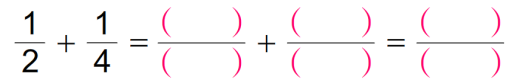 1/2 + 1/4 = (  )/(  ) + (  )/(  ) = (  )/(  )